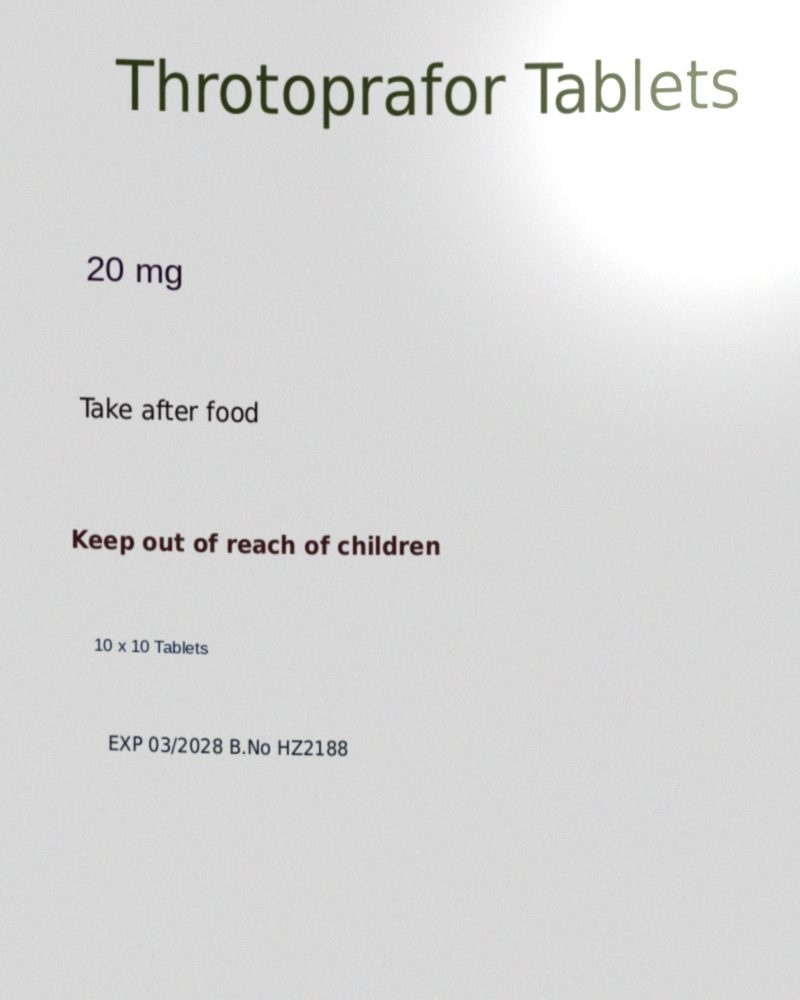 Throtoprafor Tablets
20 mg
Take after food
Keep out of reach of children
10 x 10 Tablets
EXP 03/2028 B.No HZ2188